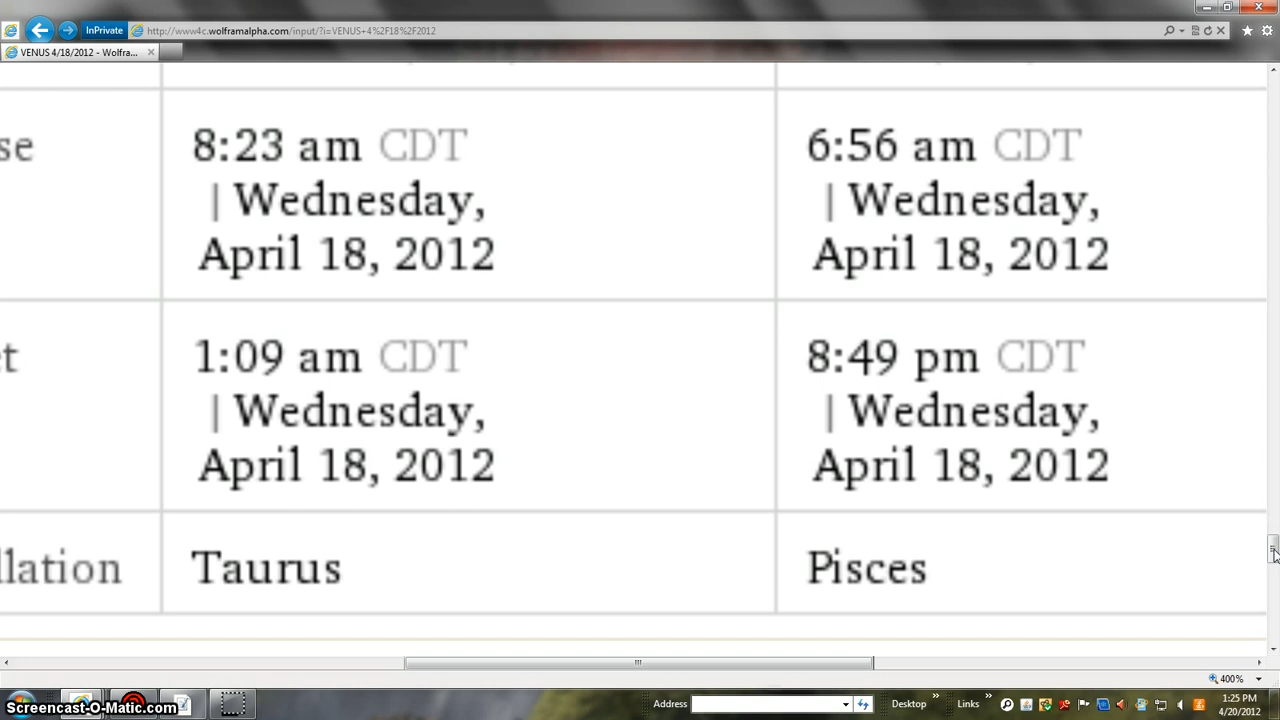 InPrivate
http://www4c.wolframalpha.com/input/?i=VENUS+4%2F18%2F2012
VENUS 4/18/2012 - Wolfra...
se
8:23 am CDT
| Wednesday,
April 18, 2012
6:56 am CDT
| Wednesday,
April 18, 2012
et
1:09 am CDT
| Wednesday,
April 18, 2012
8:49 pm CDT
| Wednesday,
April 18, 2012
llation
Taurus
Pisces
400%
Screencast-O-Matic.com
Address
Desktop
Links
1:25 PM
4/20/2012